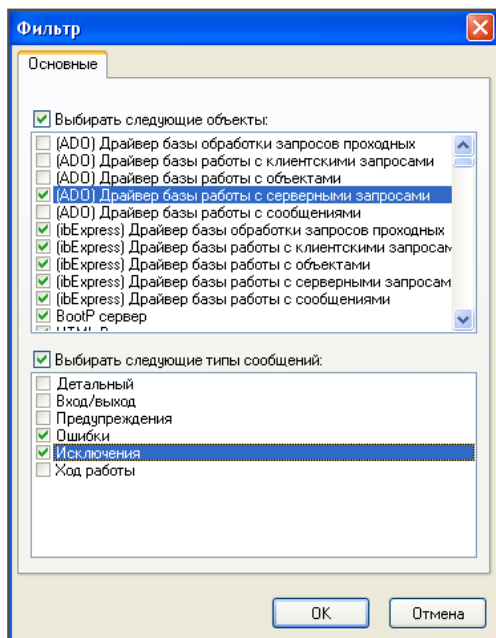 Фильтр
Основные
Выбирать следующие объекты:
(ADO) Драйвер базы обработки запросов проходных
(ADO) Драйвер базы работы с клиентскими запросами
(ADO) Драйвер базы работы с объектами
(ADO) Драйвер базы работы с серверными запросами
(ADO) Драйвер базы работы с сообщениями
(ibExpress) Драйвер базы обработки запросов проходных
(ibExpress) Драйвер базы работы с клиентскими запросам
(ibExpress) Драйвер базы работы с объектами
(ibExpress) Драйвер базы работы с серверными запросам
(ibExpress) Драйвер базы работы с сообщениями
BootP сервер
Выбирать следующие типы сообщений:
Детальный
Вход/выход
Предупреждения
Ошибки
Исключения
Ход работы
OK
Отмена